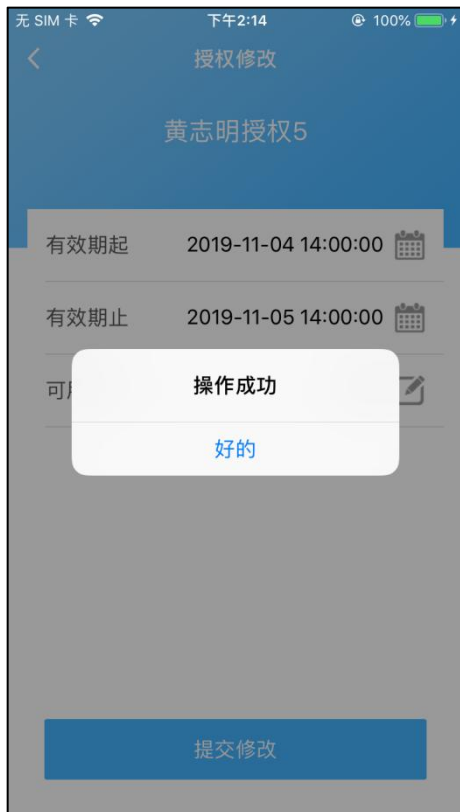 无 SIM 卡 下午2:14 100%
授权修改
黄志明授权5
有效期起 2019-11-04 14:00:00
有效期止 2019-11-05 14:00:00
可
操作成功
好的
提交修改